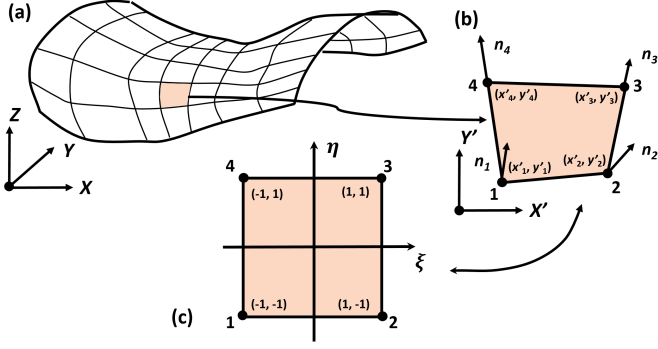 (a)
Z
Y
X
(b)
n4
n3
4
(x'4, y'4)
(x'3, y'3)
3
Y'
n1
(x'1, y'1)
(x'2, y'2)
n2
1
2
X'
(c)
η
4
3
(-1, 1)
(1, 1)
ξ
(-1, -1)
(1, -1)
1
2